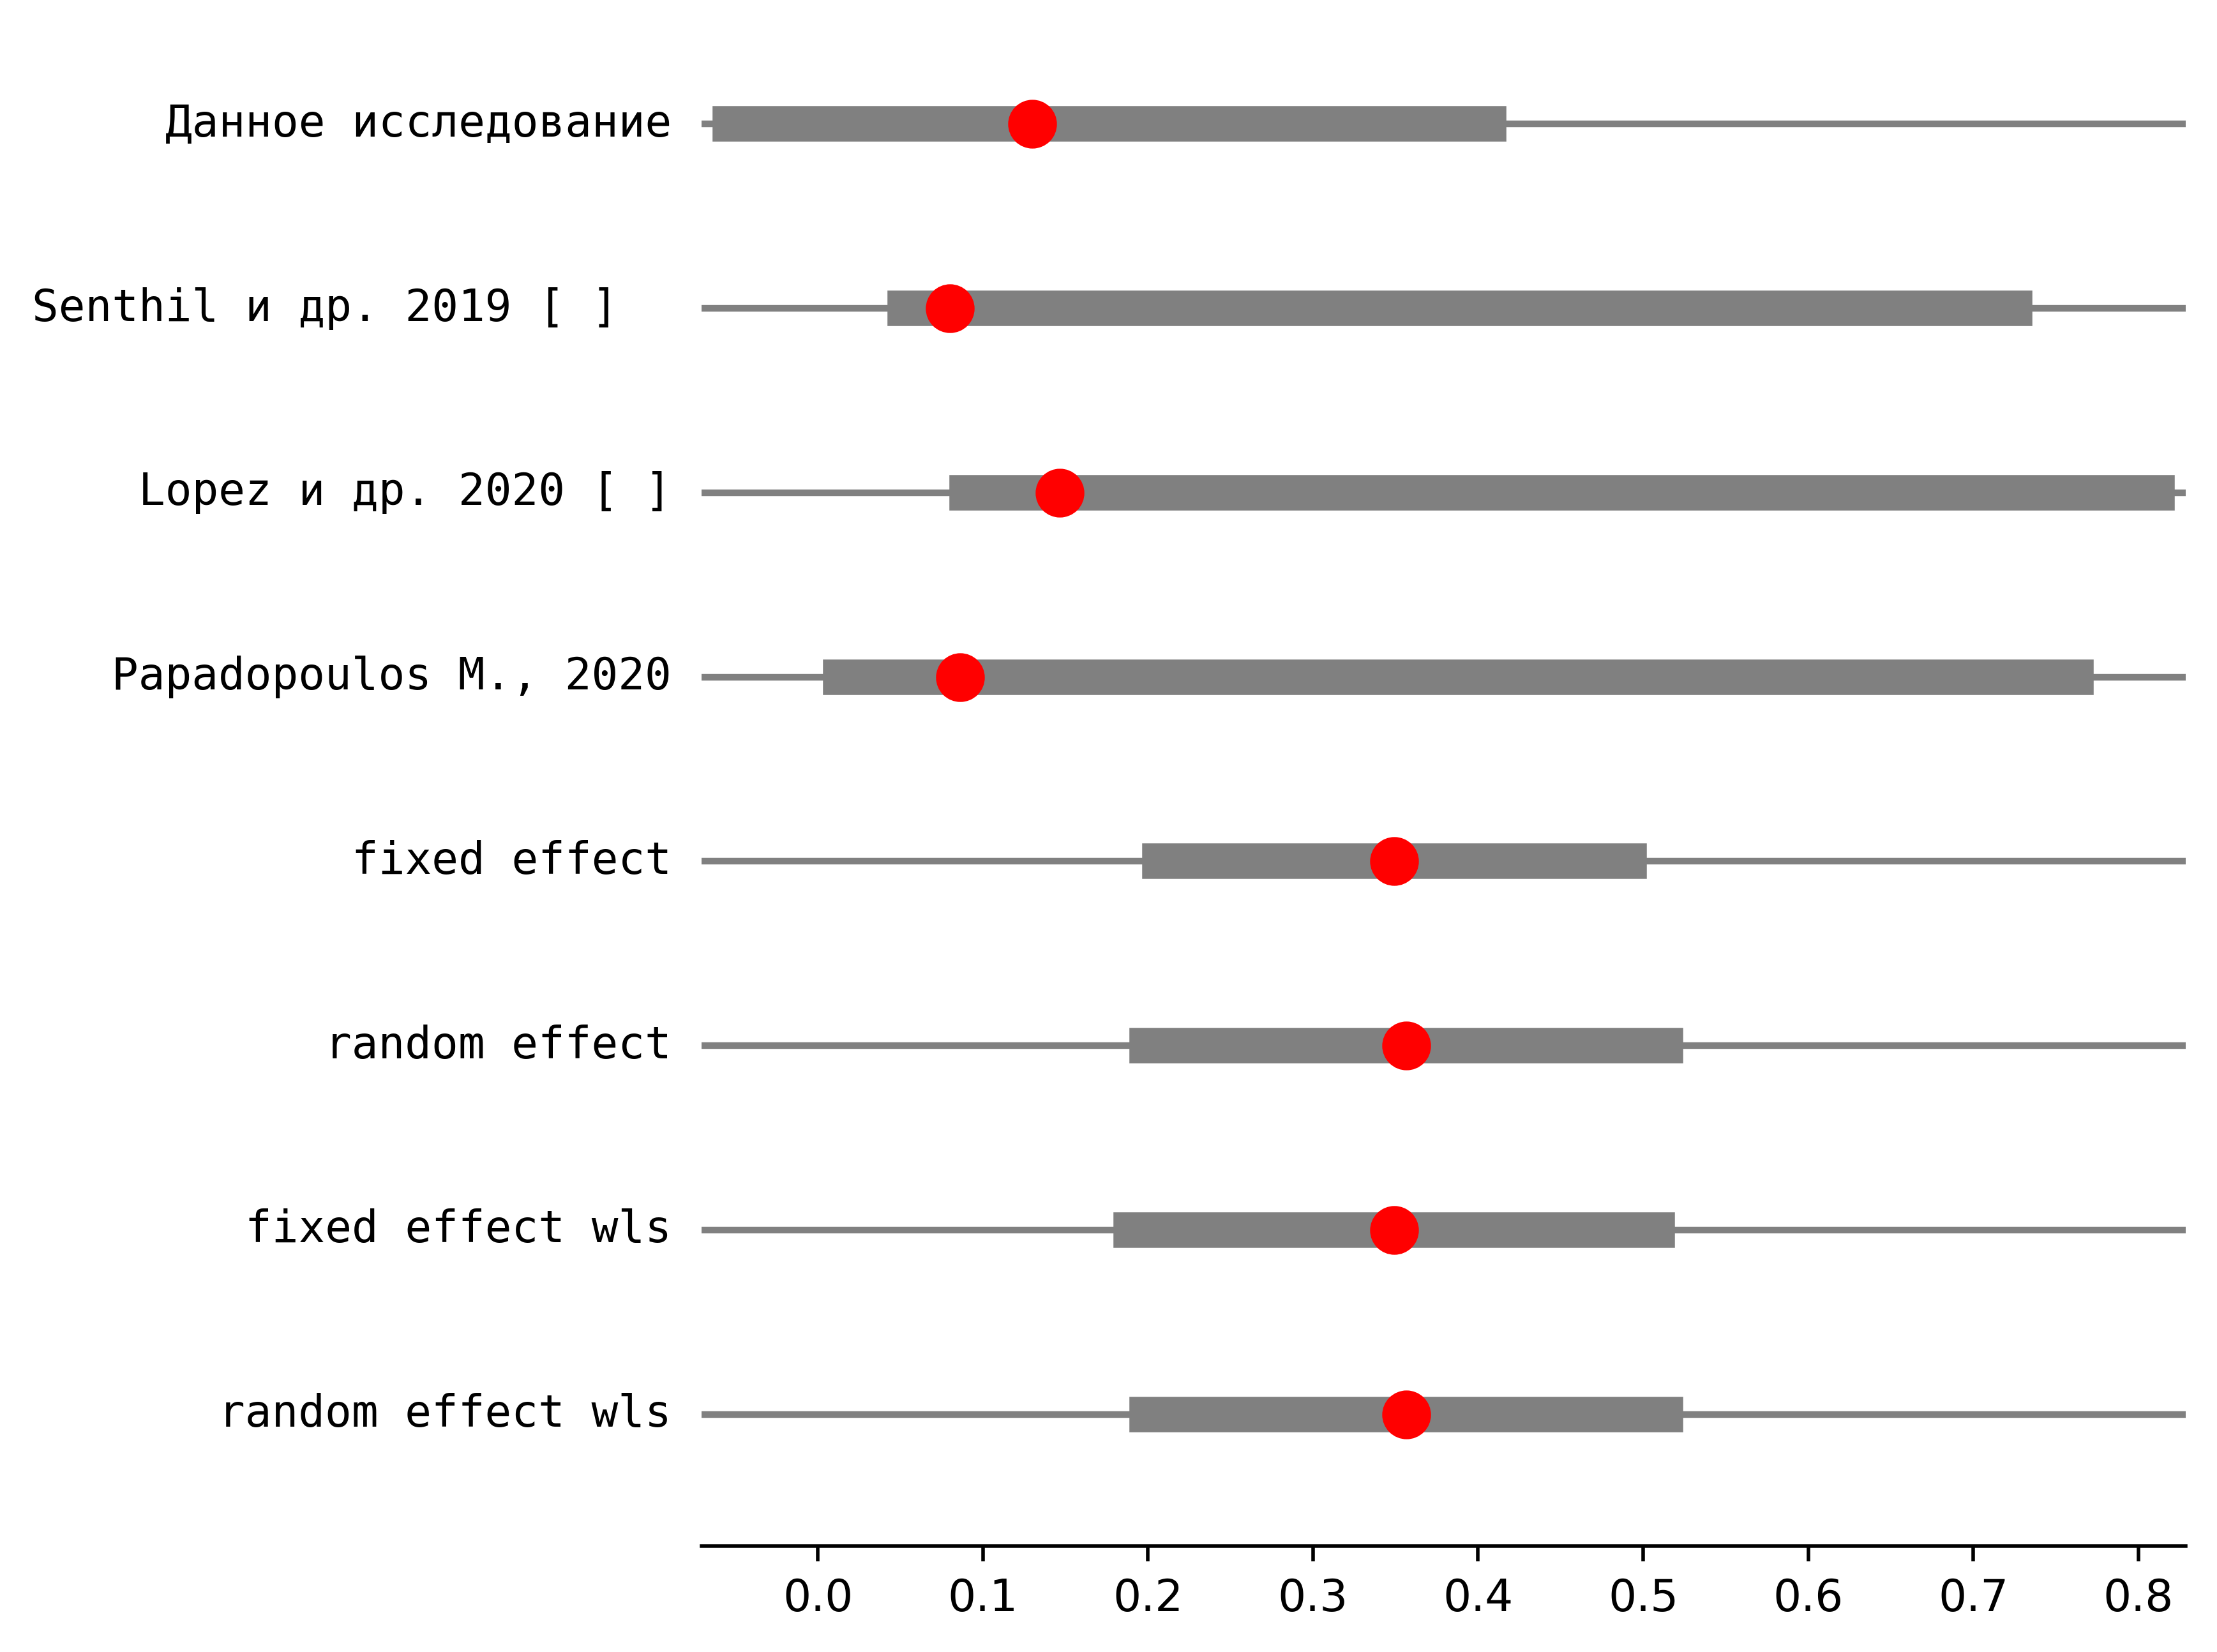 Данное исследование
Senthil и др. 2019 [ ]
Lopez и др. 2020 [ ]
Papadopoulos M., 2020
fixed effect
random effect
fixed effect wls
random effect wls
0.0 0.1 0.2 0.3 0.4 0.5 0.6 0.7 0.8